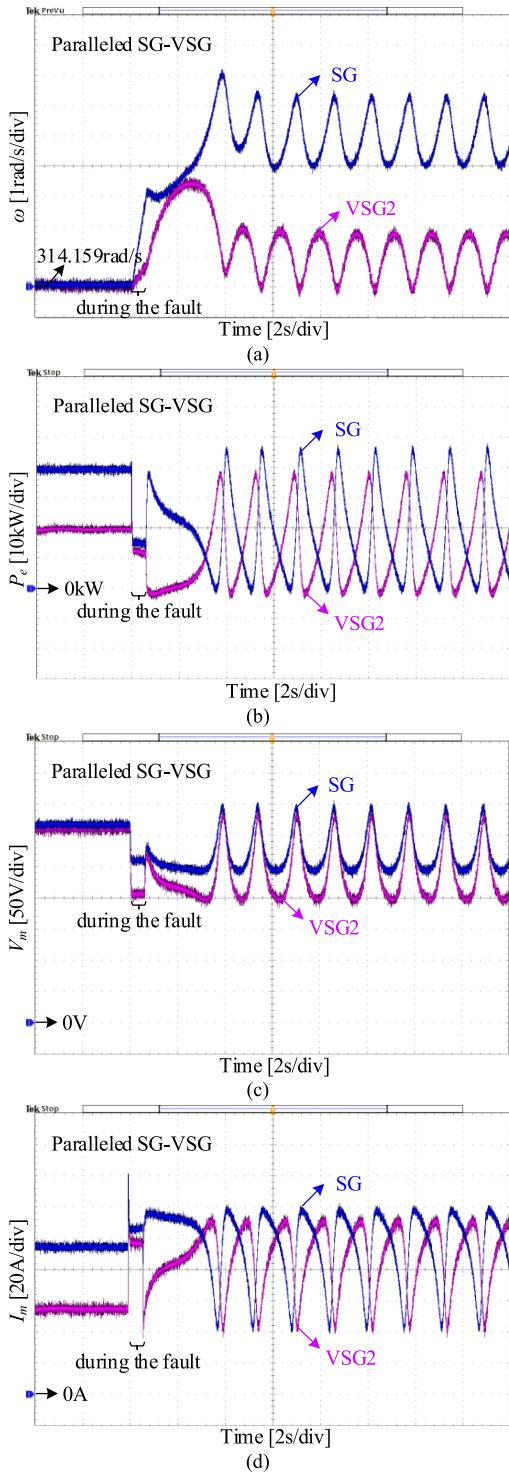 Tek PreVu
Paralleled SG-VSG
SG
VSG2
314.159rad/s
during the fault
ω [1rad/s/div]
Time [2s/div]
(a)
Tek Stop
Paralleled SG-VSG
SG
0kW
during the fault
VSG2
Pe [10kW/div]
Time [2s/div]
(b)
Tek Stop
Paralleled SG-VSG
SG
during the fault
VSG2
0V
Vm [50V/div]
Time [2s/div]
(c)
Tek Stop
Paralleled SG-VSG
SG
during the fault
VSG2
0A
Im [20A/div]
Time [2s/div]
(d)